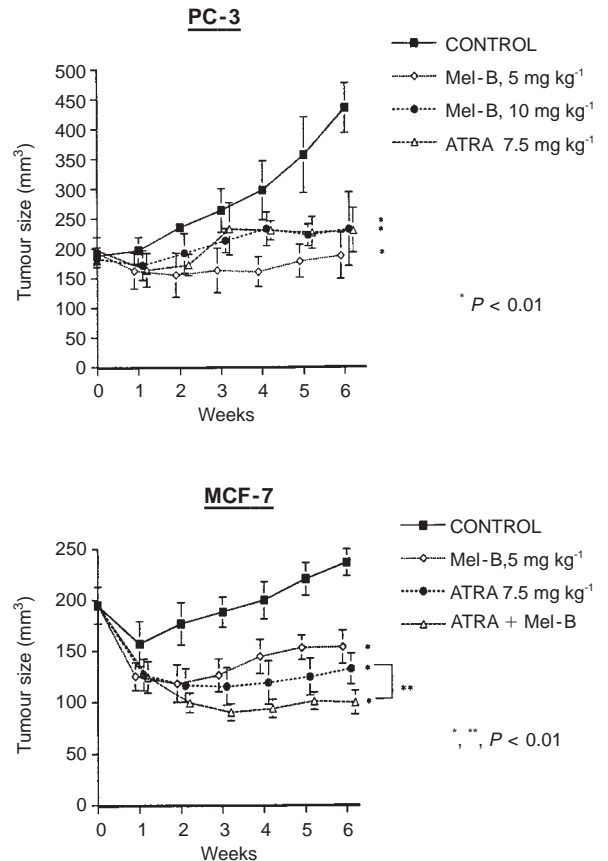 PC-3
CONTROL
Mel-B, 5 mg kg⁻¹
Mel-B, 10 mg kg⁻¹
ATRA 7.5 mg kg⁻¹
500
450
400
350
300
250
200
150
100
50
0
Tumour size (mm³)
0 1 2 3 4 5 6
Weeks
*
*
*
* P < 0.01
MCF-7
CONTROL
Mel-B,5 mg kg⁻¹
ATRA 7.5 mg kg⁻¹
ATRA + Mel-B
250
200
150
100
50
0
Tumour size (mm³)
0 1 2 3 4 5 6
Weeks
*
*
*
**
*, **, P < 0.01